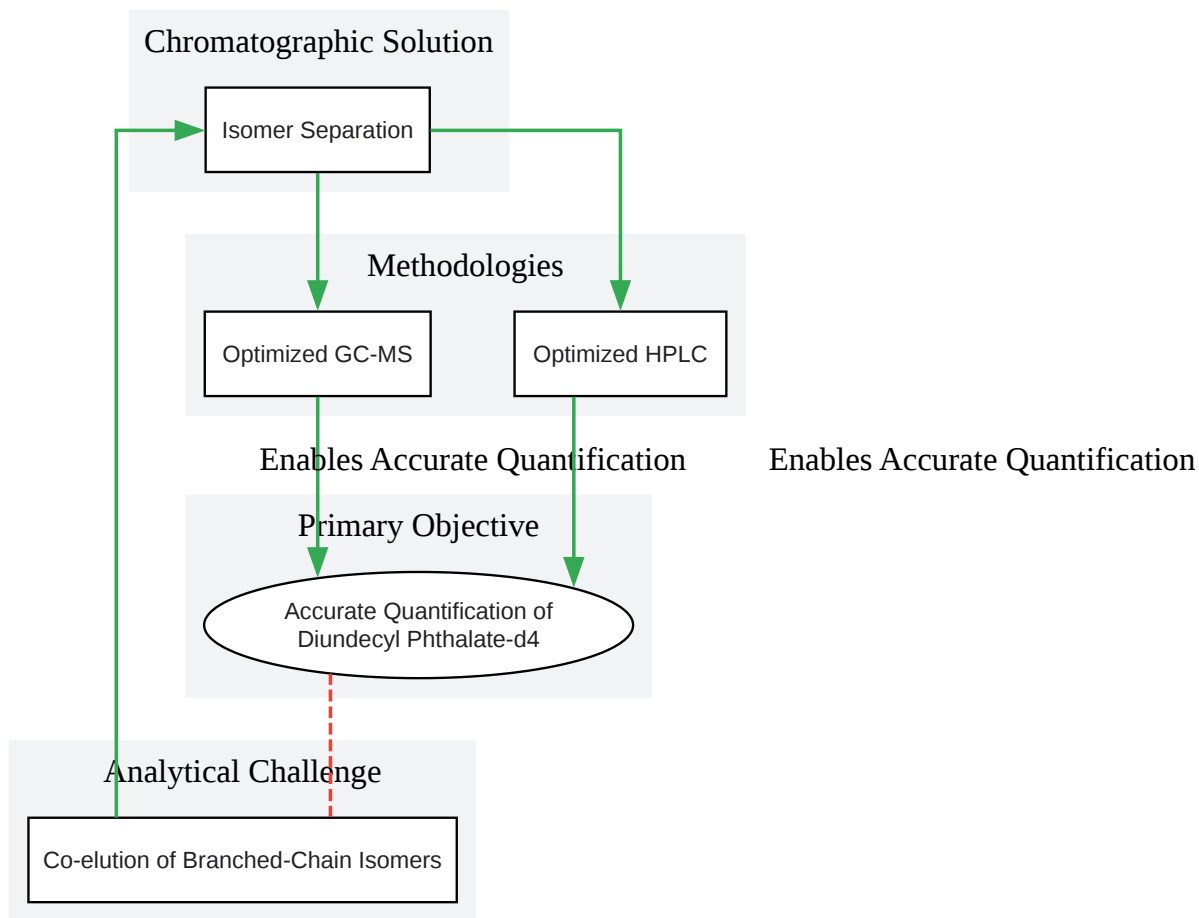 Chromatographic Solution
Isomer Separation
Methodologies
Optimized GC-MS
Optimized HPLC
Enables Accurate Quantification
Enables Accurate Quantification
Primary Objective
Accurate Quantification of
Diundecyl Phthalate-d4
Analytical Challenge
Co-elution of Branched-Chain Isomers